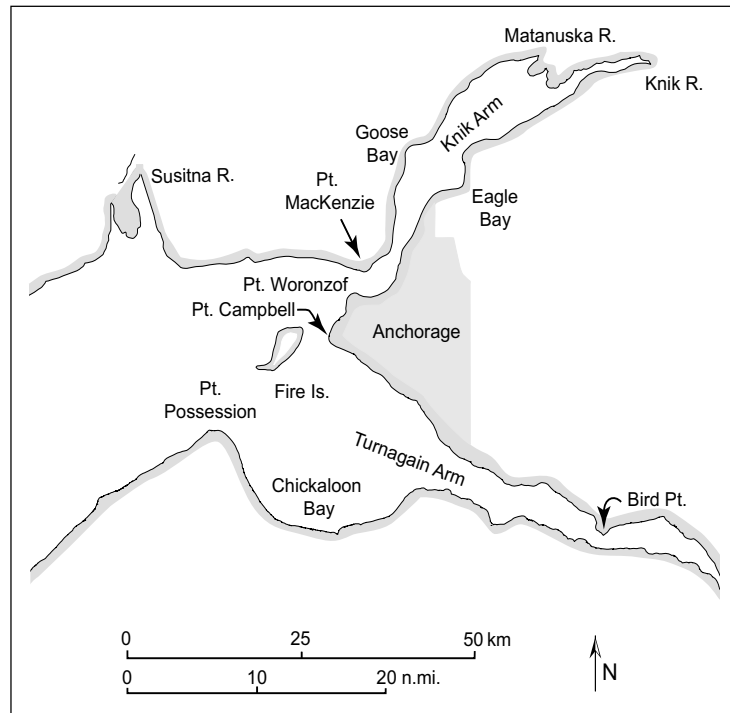 Matanuska R.
Knik R.
Knik Arm
Goose
Bay
Susitna R.
Pt.
MacKenzie
Eagle
Bay
Pt. Woronzof
Pt. Campbell
Anchorage
Fire Is.
Pt.
Possession
Turnagain Arm
Chickaloon
Bay
Bird Pt.
0 25 50 km
0 10 20 n.mi.
N